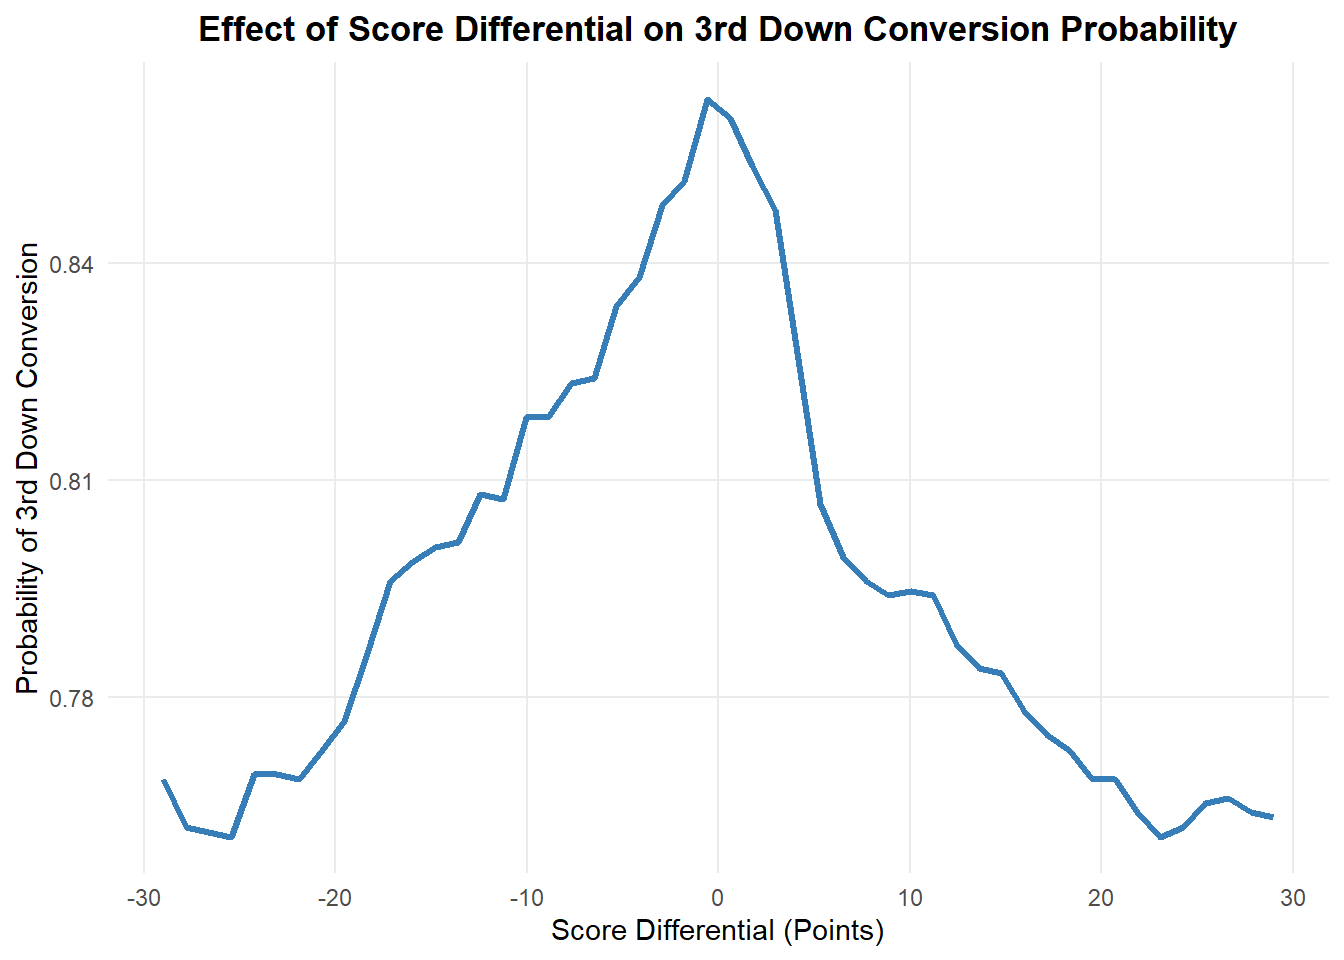 Effect of Score Differential on 3rd Down Conversion Probability
Probability of 3rd Down Conversion
0.84
0.81
0.78
-30 -20 -10 0 10 20 30
Score Differential (Points)